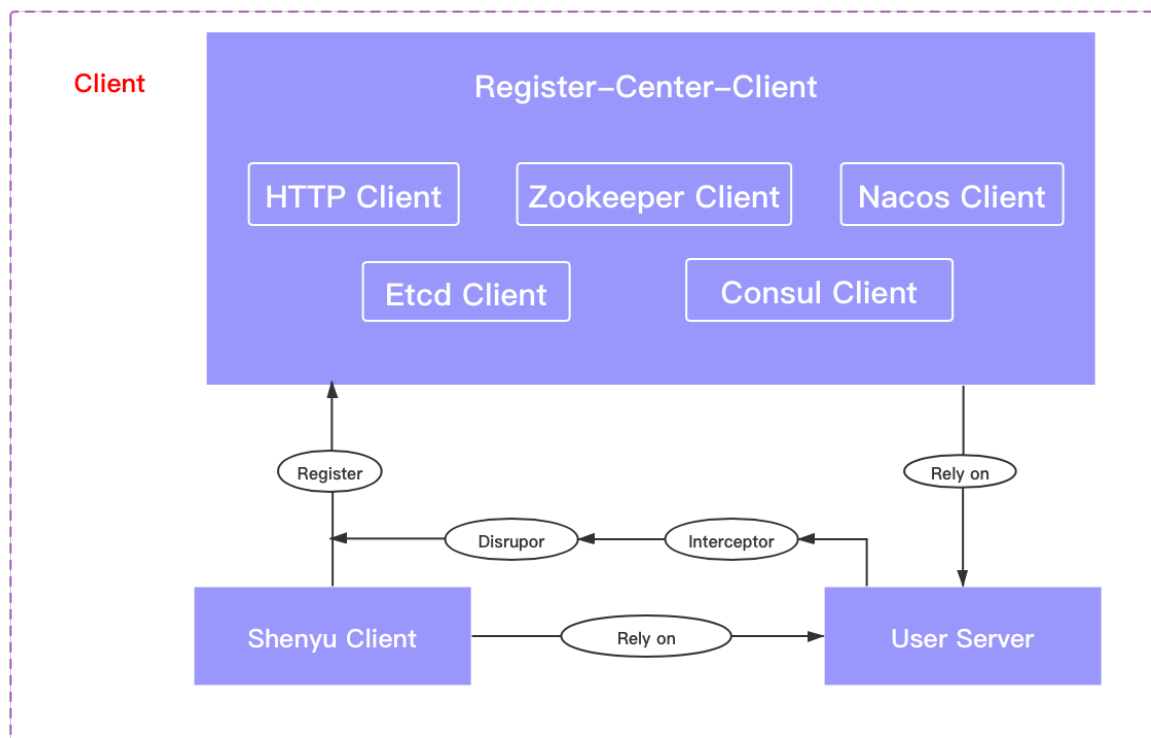 Client
Register-Center-Client
HTTP Client
Zookeeper Client
Nacos Client
Etcd Client
Consul Client
Register
Rely on
Disrupor
Interceptor
Shenyu Client
Rely on
User Server